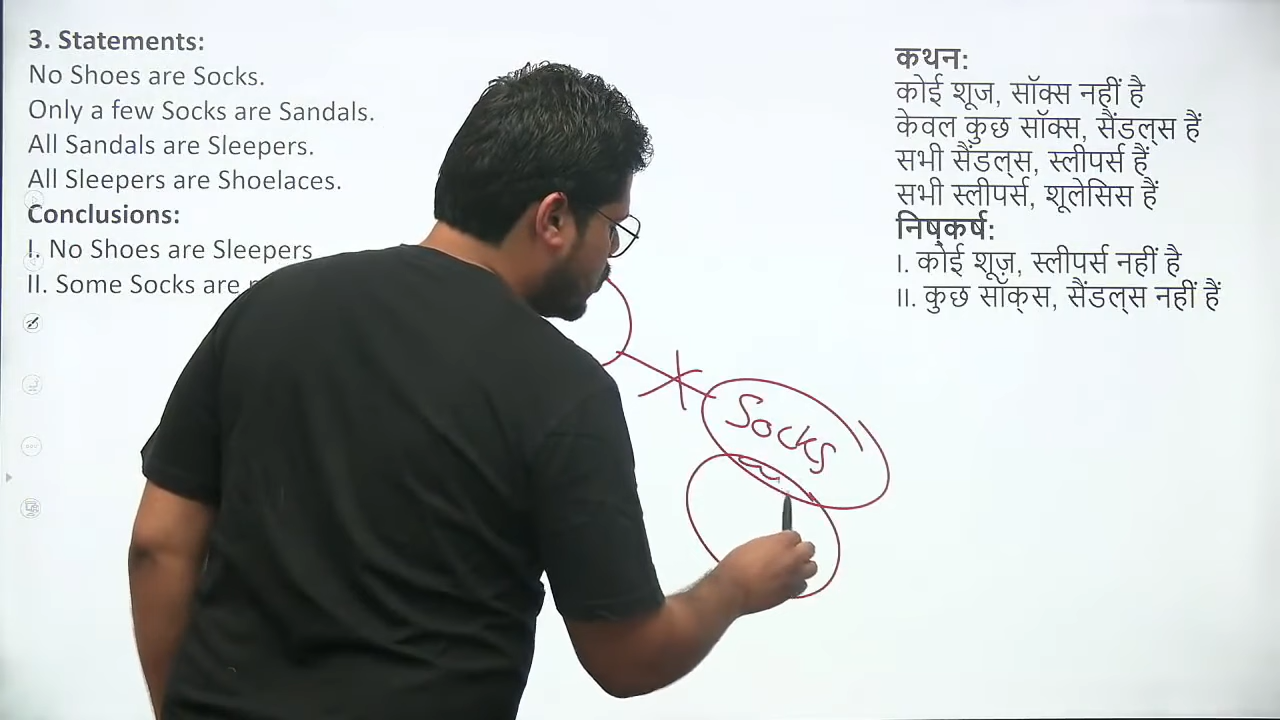 3. Statements:
No Shoes are Socks.
Only a few Socks are Sandals.
All Sandals are Sleepers.
All Sleepers are Shoelaces.
Conclusions:
I. No Shoes are Sleepers
II. Some Socks are
कथन:
कोई शूज, सॉक्स नहीं है
केवल कुछ सॉक्स, सैंडल्स हैं
सभी सैंडल्स, स्लीपर्स हैं
सभी स्लीपर्स, शूलेसिस हैं
निष्कर्ष:
I. कोई शूज़, स्लीपर्स नहीं है
II. कुछ सॉक्स, सैंडल्स नहीं हैं
Socks